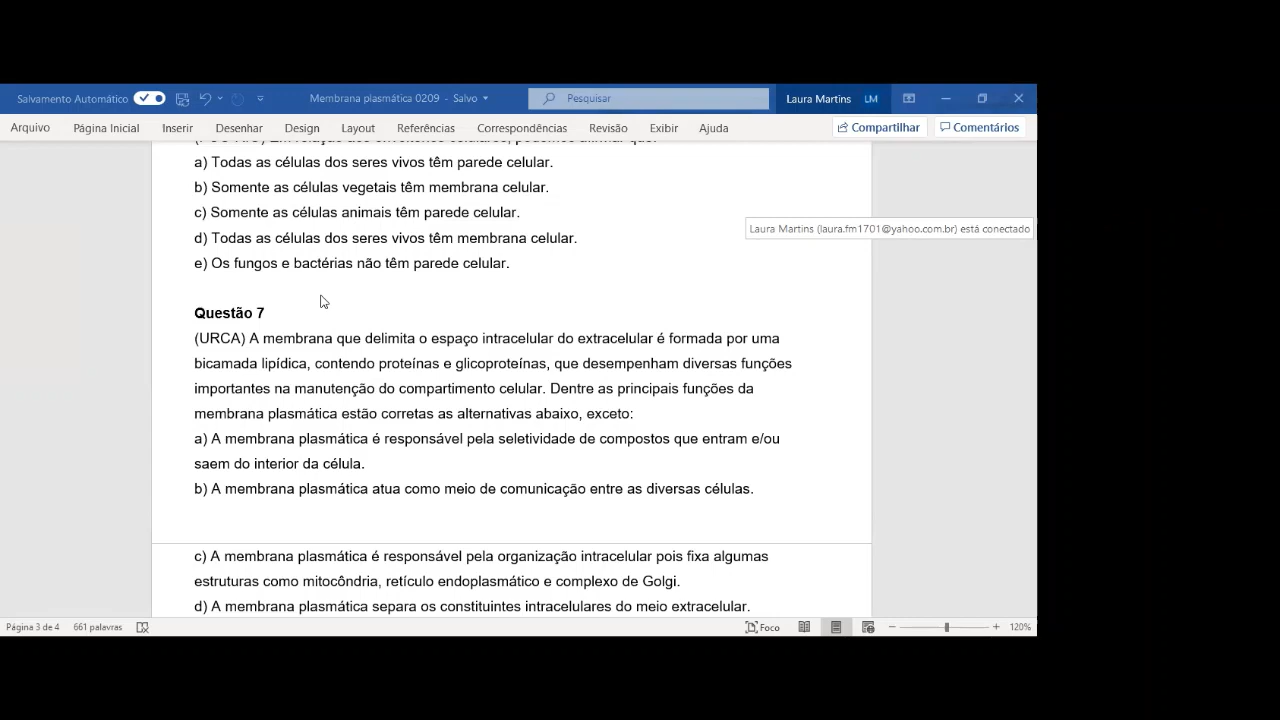 Salvamento Automático
Membrana plasmática 0209 - Salvo
Pesquisar
Laura Martins LM
Arquivo Página Inicial Inserir Desenhar Design Layout Referências Correspondências Revisão Exibir Ajuda Compartilhar Comentários
a) Todas as células dos seres vivos têm parede celular.
b) Somente as células vegetais têm membrana celular.
c) Somente as células animais têm parede celular.
Laura Martins (laura.fm1701@yahoo.com.br) está conectado
d) Todas as células dos seres vivos têm membrana celular.
e) Os fungos e bactérias não têm parede celular.
Questão 7
(URCA) A membrana que delimita o espaço intracelular do extracelular é formada por uma
bicamada lipídica, contendo proteínas e glicoproteínas, que desempenham diversas funções
importantes na manutenção do compartimento celular. Dentre as principais funções da
membrana plasmática estão corretas as alternativas abaixo, exceto:
a) A membrana plasmática é responsável pela seletividade de compostos que entram e/ou
saem do interior da célula.
b) A membrana plasmática atua como meio de comunicação entre as diversas células.
c) A membrana plasmática é responsável pela organização intracelular pois fixa algumas
estruturas como mitocôndria, retículo endoplasmático e complexo de Golgi.
d) A membrana plasmática separa os constituintes intracelulares do meio extracelular.
Página 3 de 4 661 palavras Foco 120%